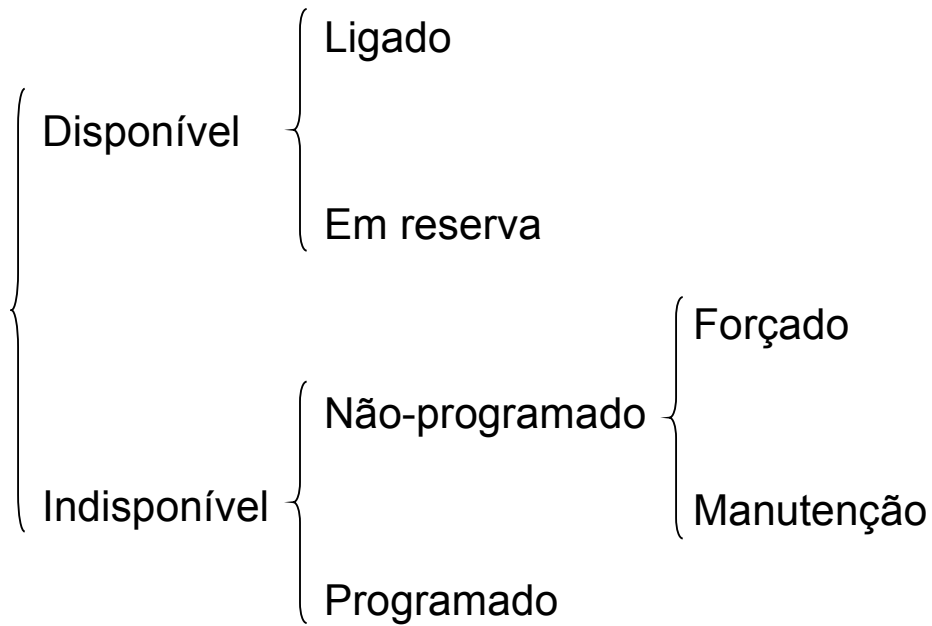 Ligado
Disponível
Em reserva
Forçado
Não-programado
Indisponível
Manutenção
Programado